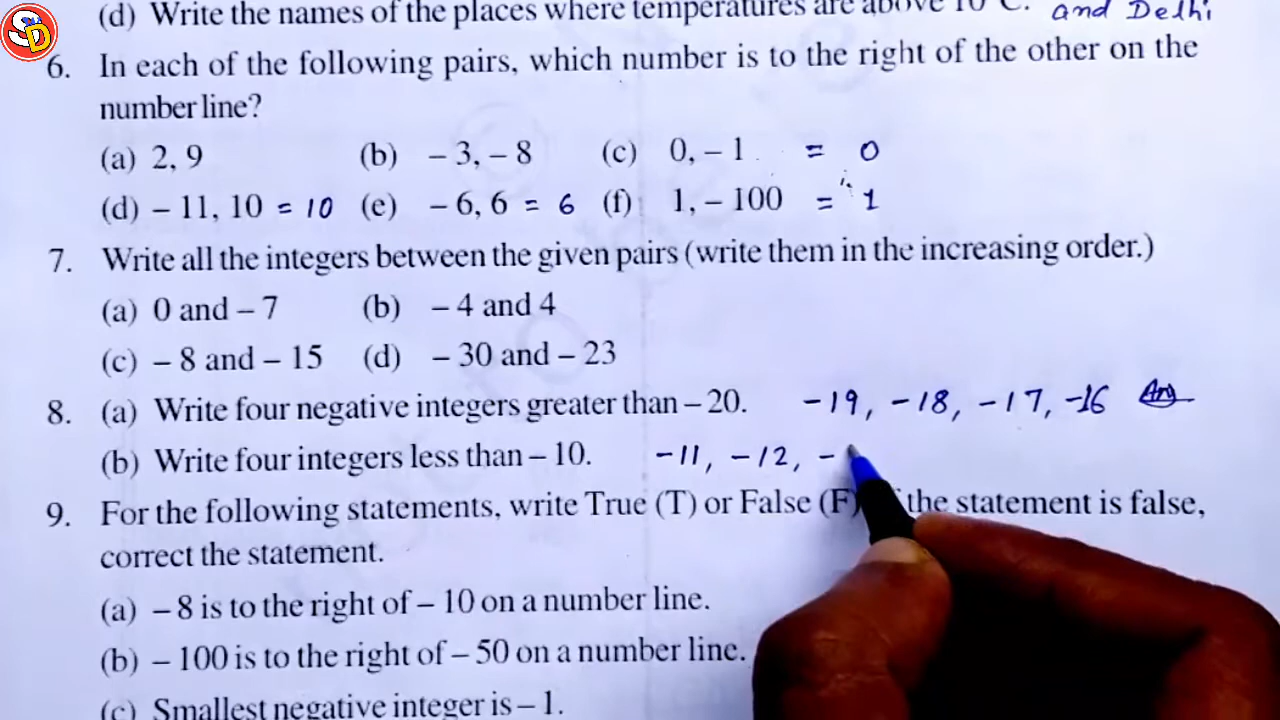 SD
(d) Write the names of the places where temperatures are above 10°C. and Delhi
6. In each of the following pairs, which number is to the right of the other on the
number line?
(a) 2, 9 (b) – 3, – 8 (c) 0, – 1 = 0
(d) – 11, 10 = 10 (e) – 6, 6 = 6 (f) 1, – 100 = 1
7. Write all the integers between the given pairs (write them in the increasing order.)
(a) 0 and – 7 (b) – 4 and 4
(c) – 8 and – 15 (d) – 30 and – 23
8. (a) Write four negative integers greater than – 20. -19, -18, -17, -16 Ans
(b) Write four integers less than – 10. -11, -12, -
9. For the following statements, write True (T) or False (F) the statement is false,
correct the statement.
(a) – 8 is to the right of – 10 on a number line.
(b) – 100 is to the right of – 50 on a number line.
(c) Smallest negative integer is – 1.